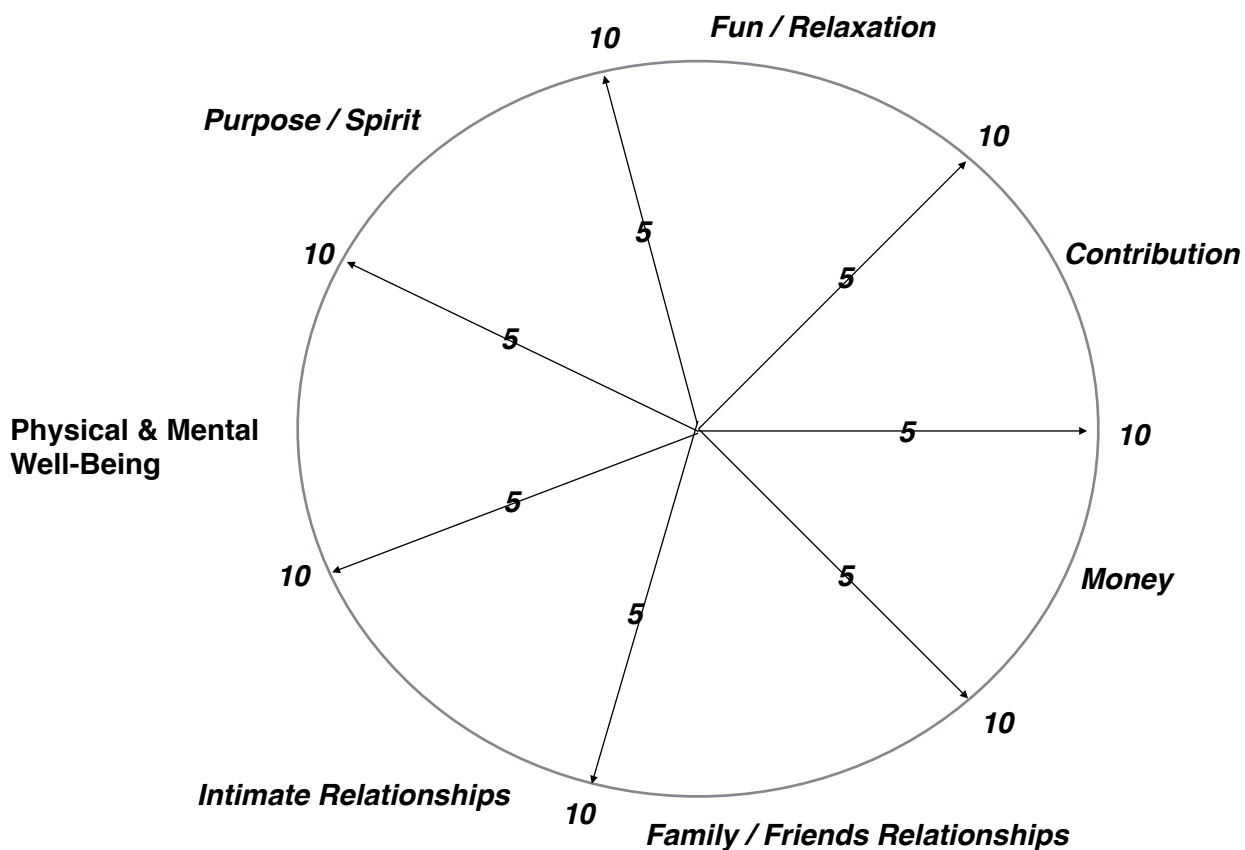 10
Fun / Relaxation
Purpose / Spirit
10
5
10
5
Contribution
5
Physical & Mental
Well-Being
5
10
5
10
5
Money
5
10
Intimate Relationships
10
Family / Friends Relationships